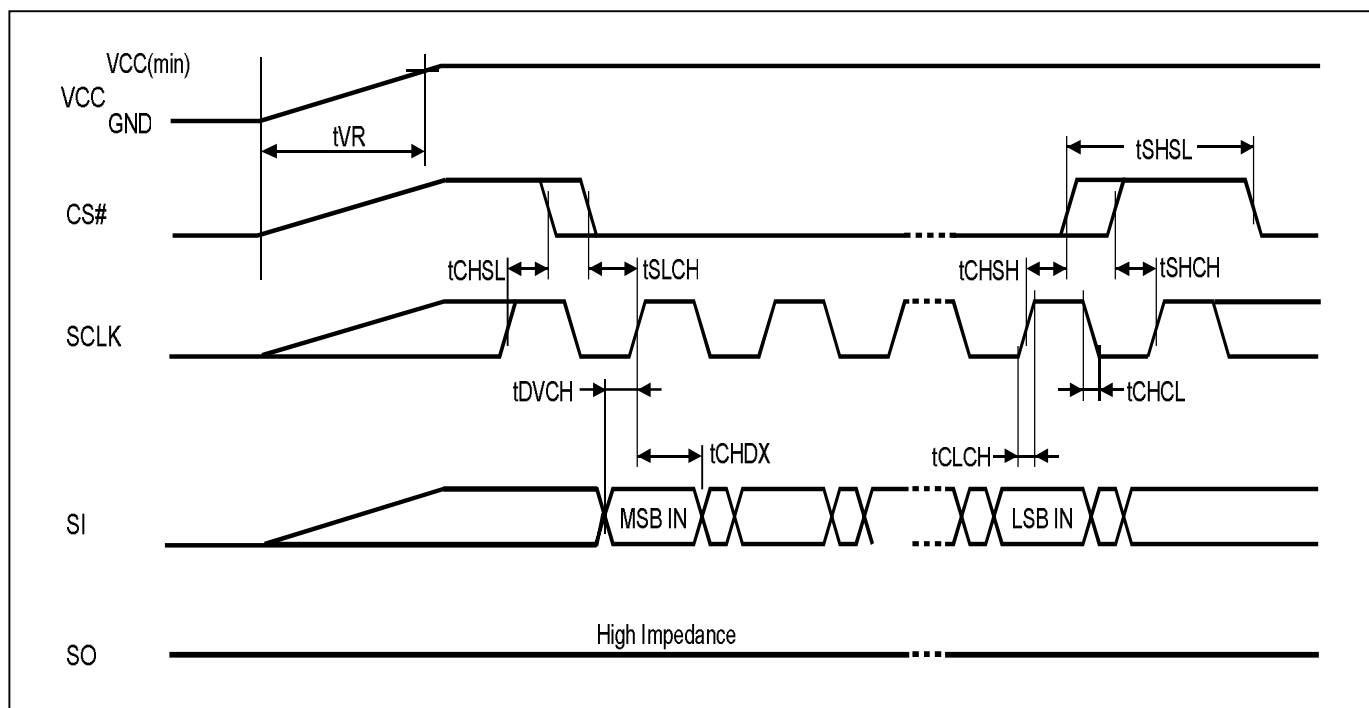 VCC(min)
VCC
GND
tVR
tSHSL
CS#
tCHSL
tSLCH
tCHSH
tSHCH
SCLK
tDVCH
tCHCL
tCHDX
tCLCH
SI
MSB IN
LSB IN
High Impedance
SO